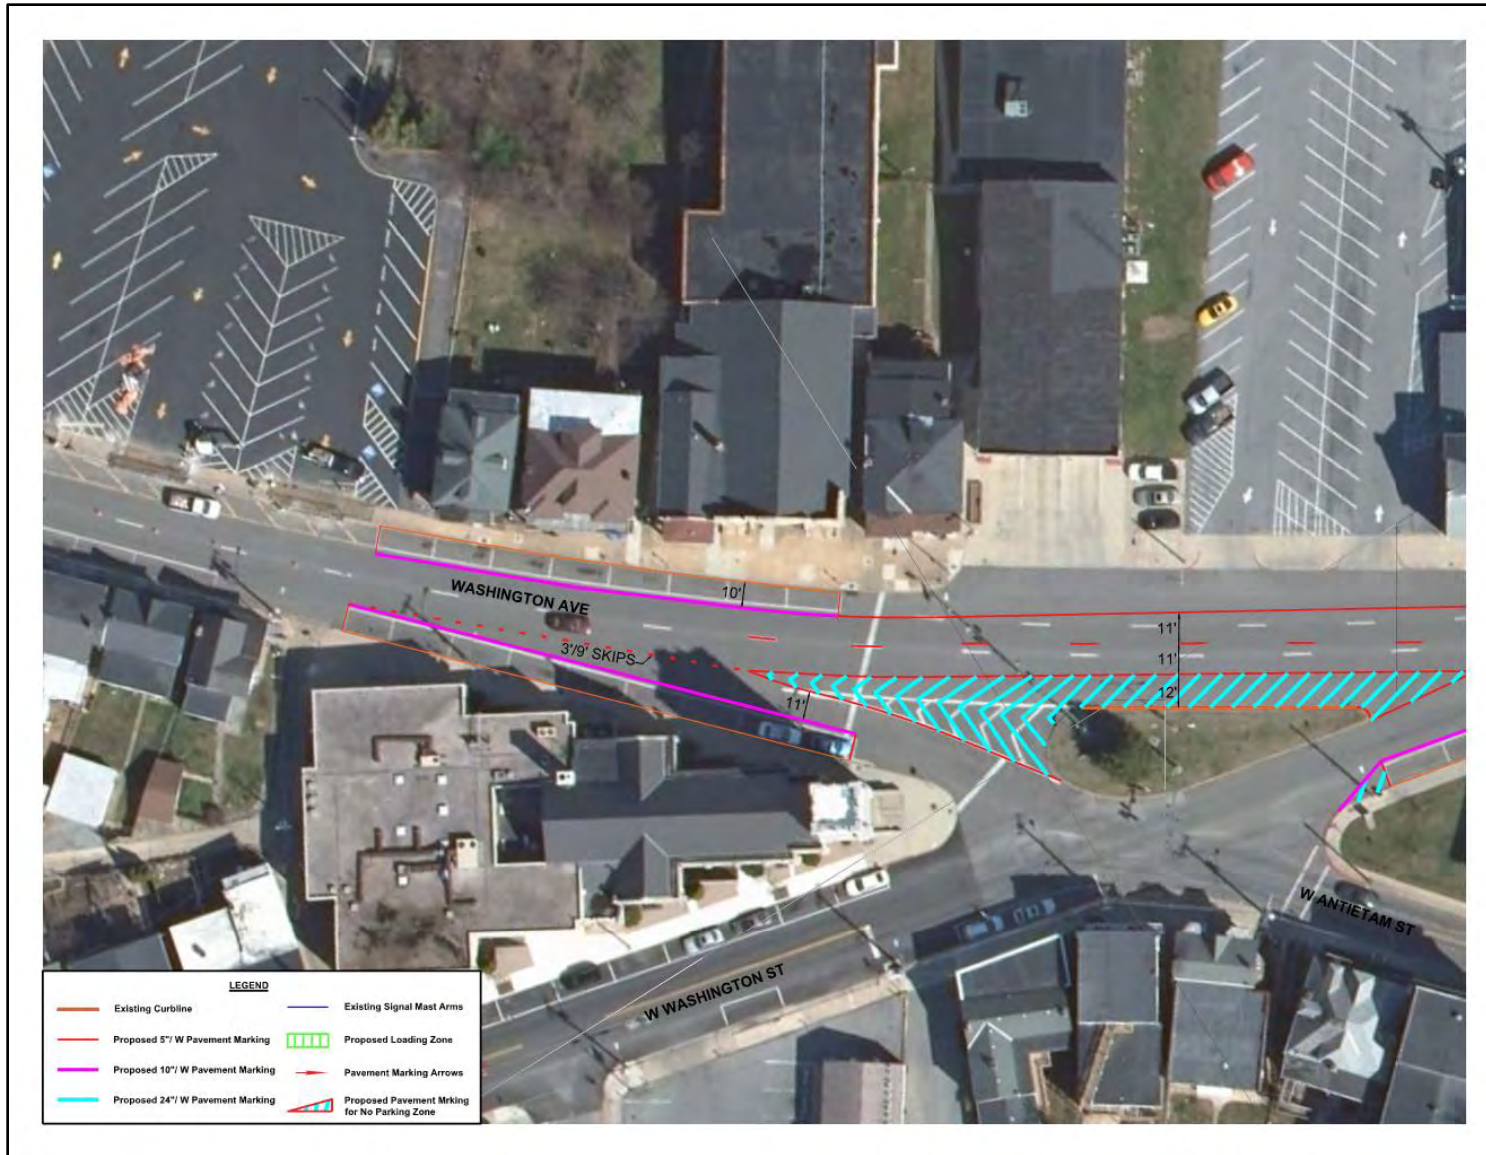 WASHINGTON AVE
10'
3'/9' SKIPS
11'
11'
11'
12'
W ANTIETAM ST
W WASHINGTON ST
LEGEND
Existing Curbline
Existing Signal Mast Arms
Proposed 5"/ W Pavement Marking
Proposed Loading Zone
Proposed 10"/ W Pavement Marking
Pavement Marking Arrows
Proposed 24"/ W Pavement Marking
Proposed Pavement Mrking
for No Parking Zone